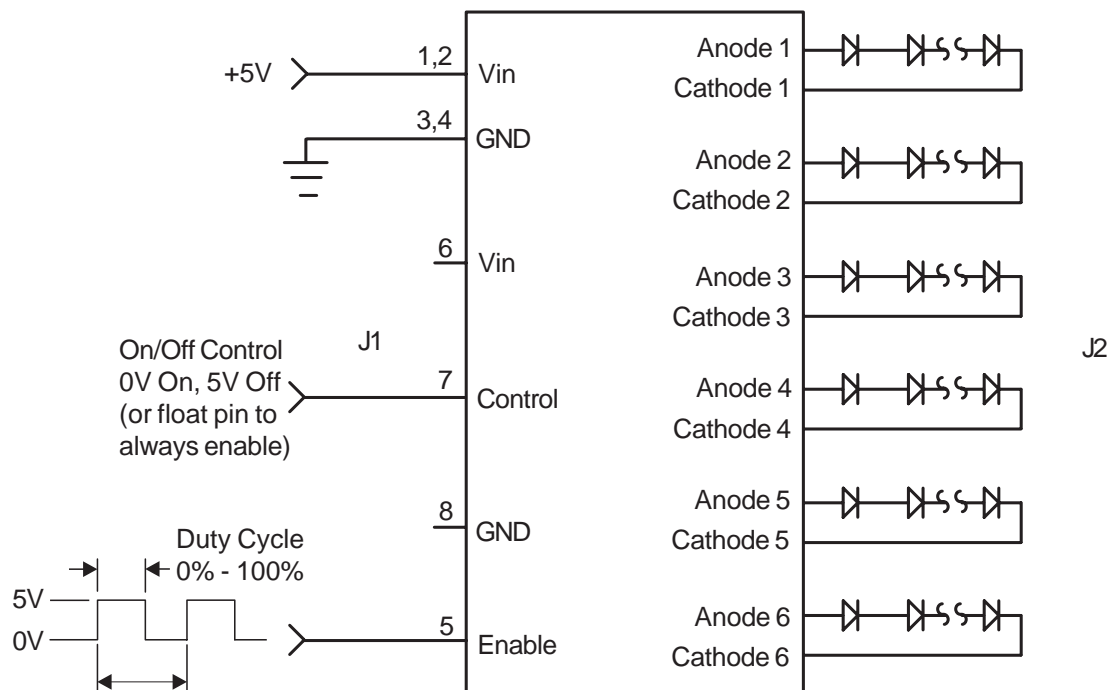 +5V
1,2
Vin
3,4
GND
6
Vin
J1
On/Off Control
0V On, 5V Off
(or float pin to
always enable)
7
Control
8
GND
Duty Cycle
0% - 100%
5V
0V
5
Enable
Anode 1
Cathode 1
Anode 2
Cathode 2
Anode 3
Cathode 3
Anode 4
Cathode 4
Anode 5
Cathode 5
Anode 6
Cathode 6
J2